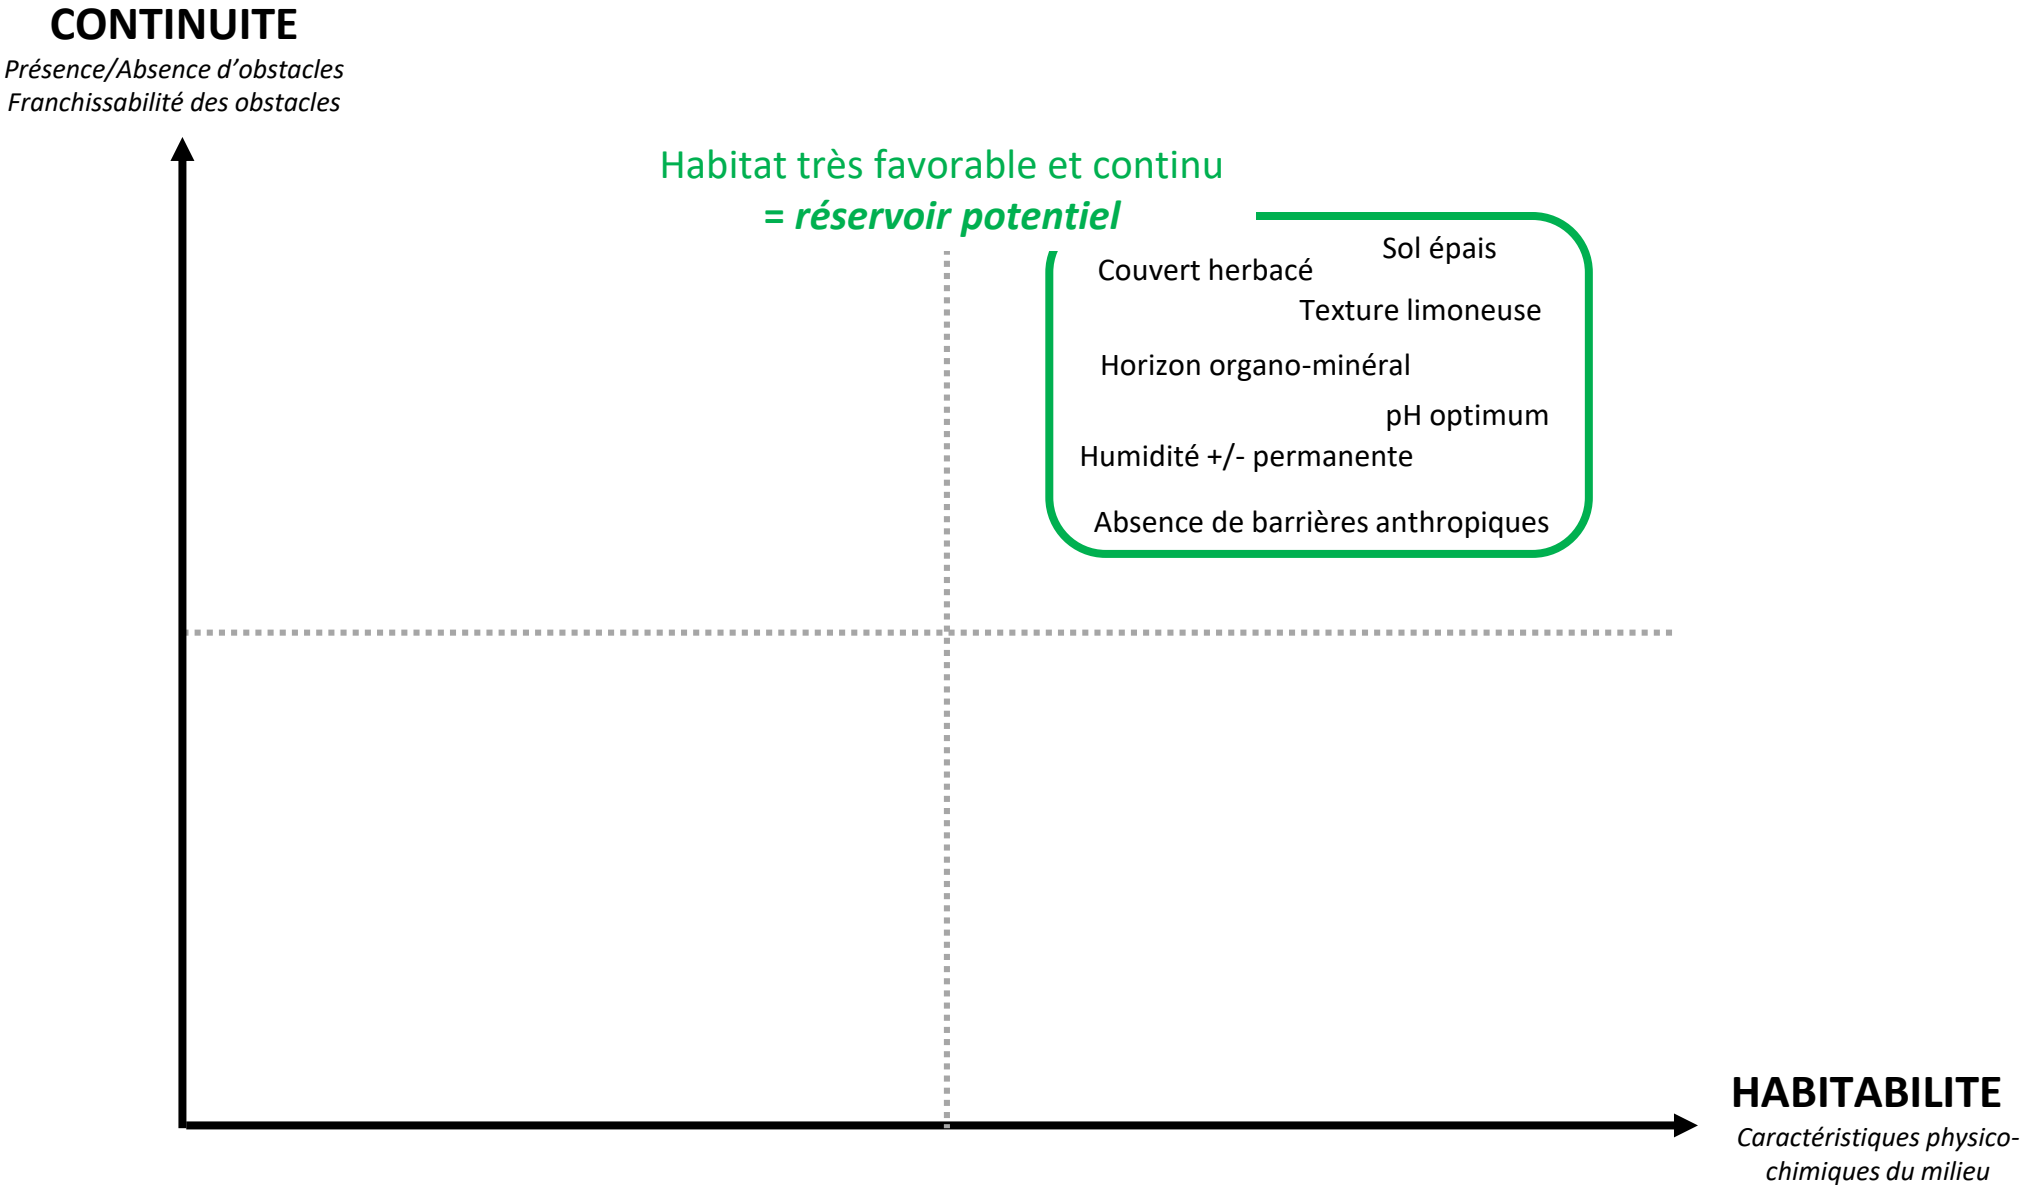 CONTINUITE
Présence/Absence d’obstacles
Franchissabilité des obstacles
Habitat très favorable et continu
= réservoir potentiel
Sol épais
Couvert herbacé
Texture limoneuse
Horizon organo-minéral
pH optimum
Humidité +/- permanente
Absence de barrières anthropiques
HABITABILITE
Caractéristiques physico-
chimiques du milieu